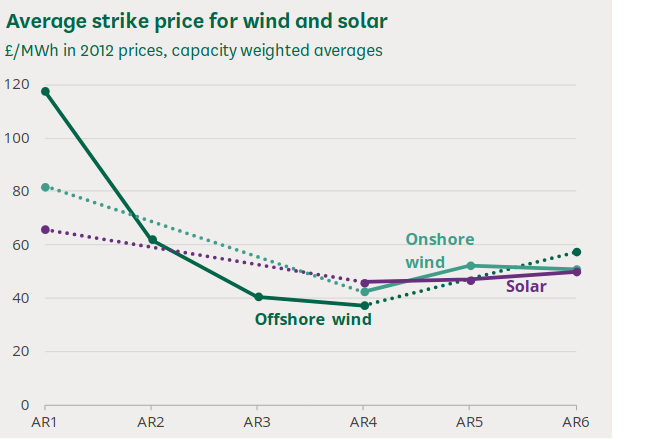 Average strike price for wind and solar
£/MWh in 2012 prices, capacity weighted averages
120
100
80
60
40
20
0
Onshore
wind
Solar
Offshore wind
AR1 AR2 AR3 AR4 AR5 AR6